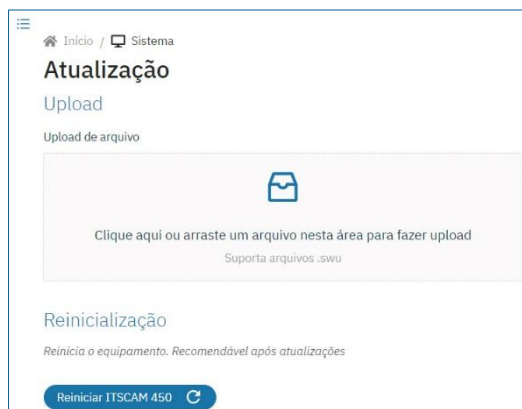 Início / Sistema
Atualização
Upload
Upload de arquivo
Clique aqui ou arraste um arquivo nesta área para fazer upload
Suporta arquivos .swu
Reinicialização
Reinicia o equipamento. Recomendável após atualizações
Reiniciar ITSCAM 450